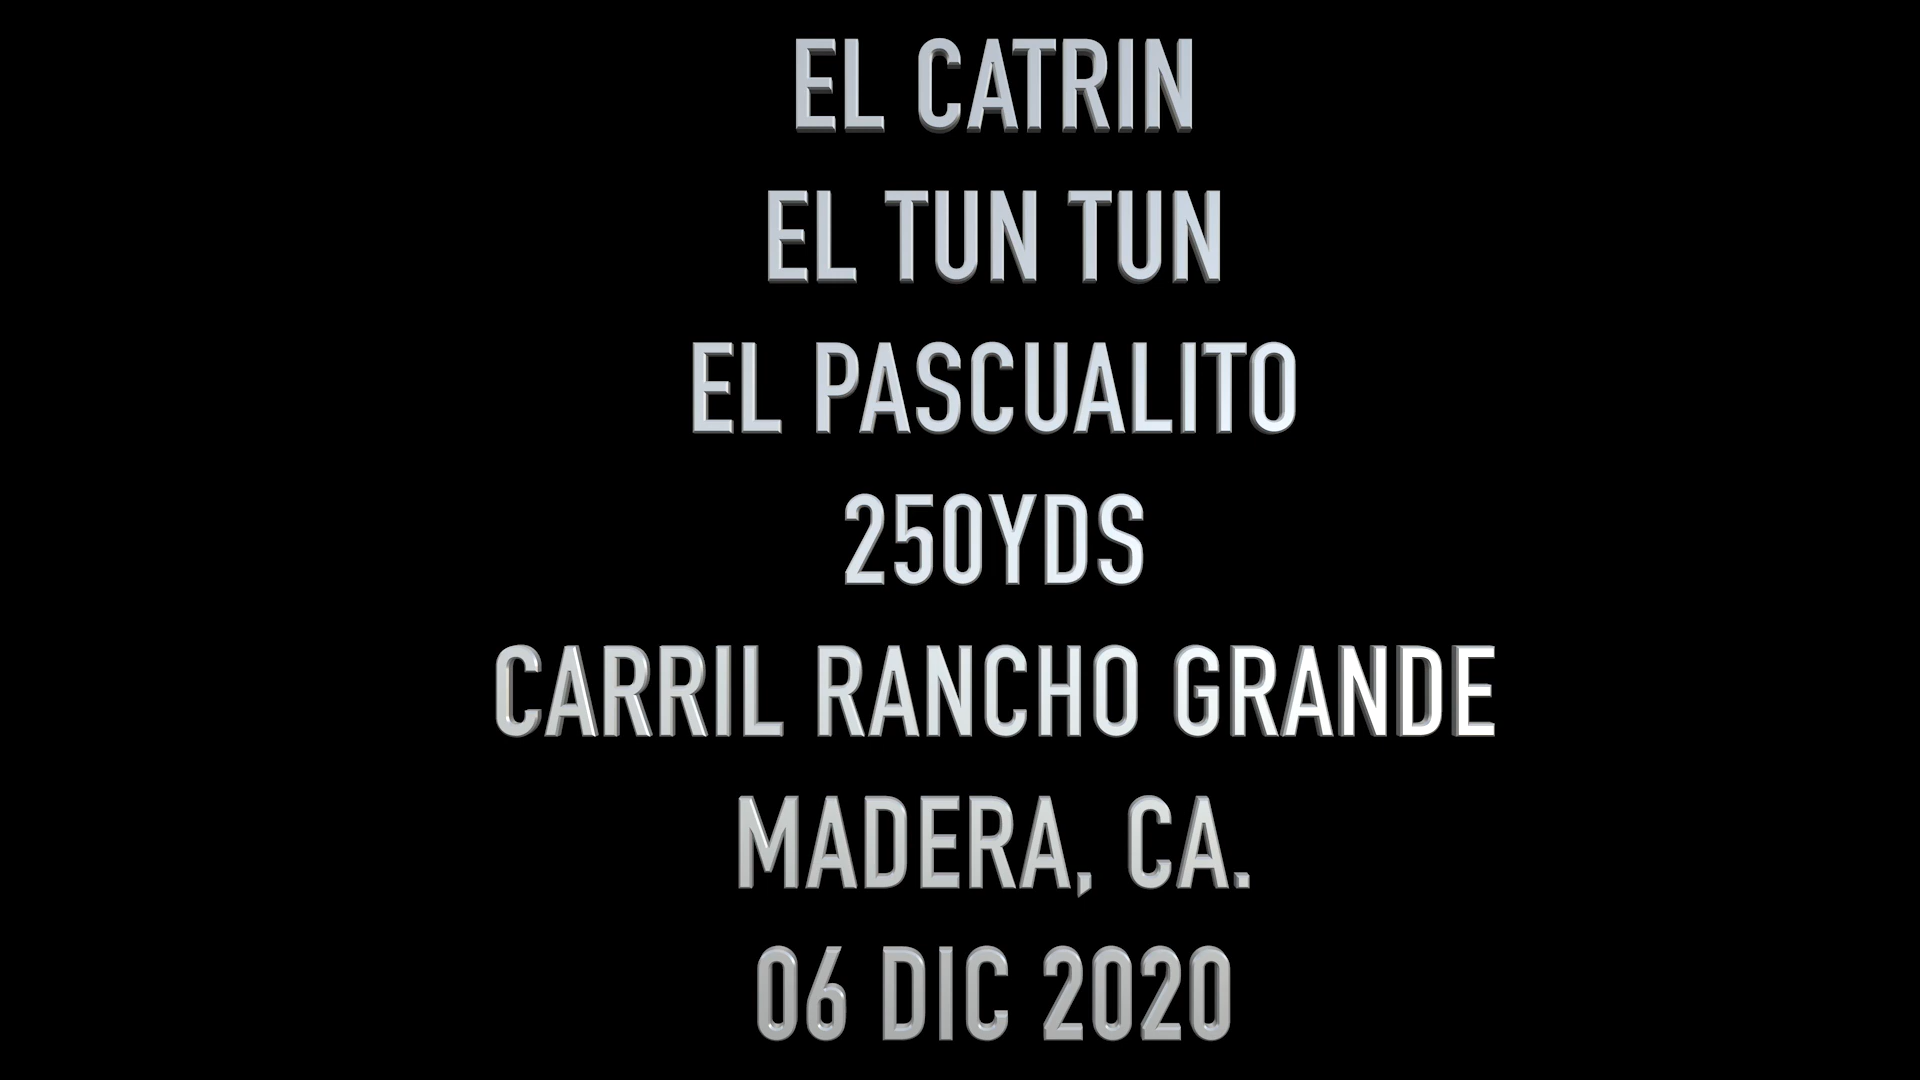 EL CATRIN
EL TUN TUN
EL PASCUALITO
250YDS
CARRIL RANCHO GRANDE
MADERA, CA.
06 DIC 2020